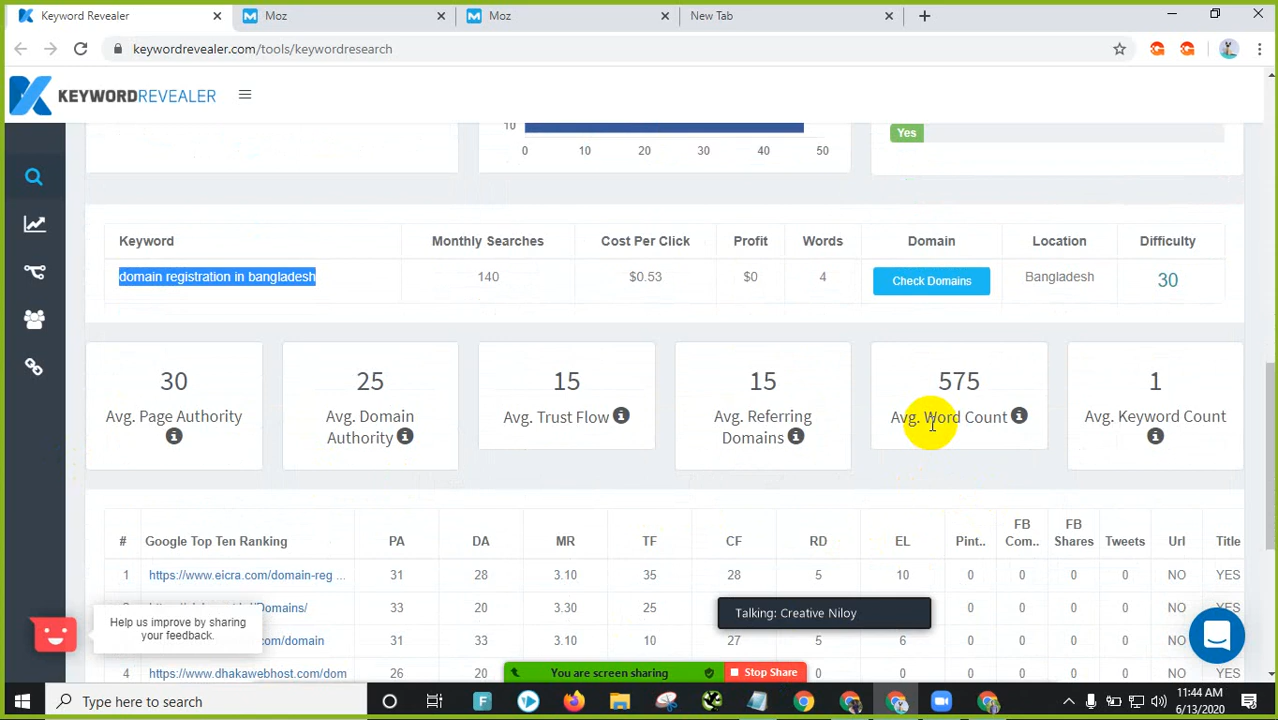 Keyword Revealer
Moz
Moz
New Tab
keywordrevealer.com/tools/keywordresearch
KEYWORDREVEALER
10
0 10 20 30 40 50
Yes
Keyword Monthly Searches Cost Per Click Profit Words Domain Location Difficulty
domain registration in bangladesh 140 $0.53 $0 4 Check Domains Bangladesh 30
30
Avg. Page Authority
25
Avg. Domain
Authority
15
Avg. Trust Flow
15
Avg. Referring
Domains
575
Avg. Word Count
1
Avg. Keyword Count
# Google Top Ten Ranking PA DA MR TF CF RD EL Pint.. FB Com.. FB Shares Tweets Url Title
1 https://www.eicra.com/domain-reg ... 31 28 3.10 35 28 5 10 0 0 0 0 NO YES
/Domains/ 33 20 3.30 25 0 0 0 0 NO YES
com/domain 31 33 3.10 10 27 5 6 0 0 0 0 NO YES
4 https://www.dhakawebhost.com/dom 26 20 0 0 0 0 0 NO YES
Help us improve by sharing
your feedback.
Talking: Creative Niloy
You are screen sharing
Stop Share
Type here to search
11:44 AM
6/13/2020